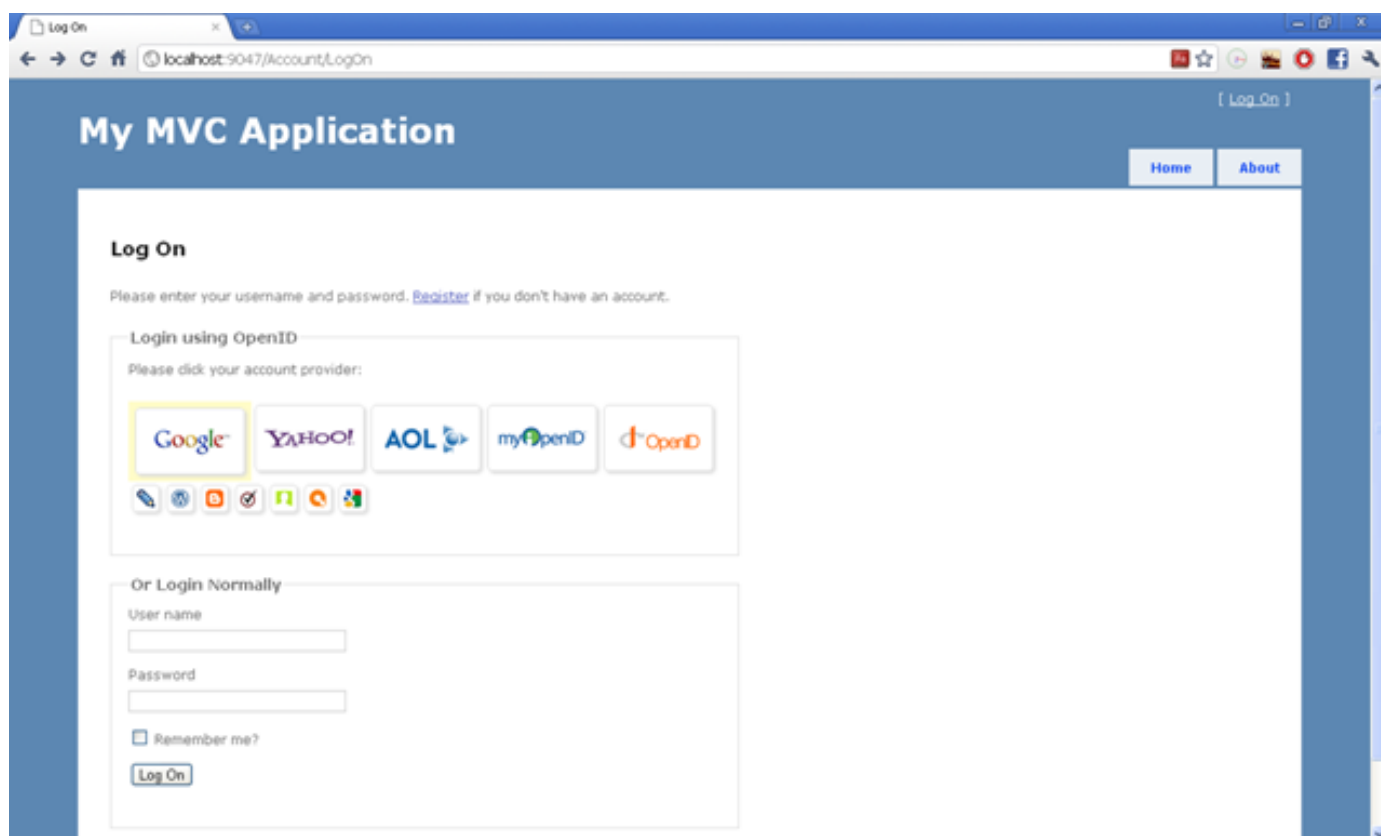 Log On
localhost:9047/Account/LogOn
[ Log On ]
My MVC Application
Home About
Log On
Please enter your username and password. Register if you don't have an account.
Login using OpenID
Please click your account provider:
Google YAHOO! AOL myOpenID OpenID
Or Login Normally
User name
Password
Remember me?
Log On